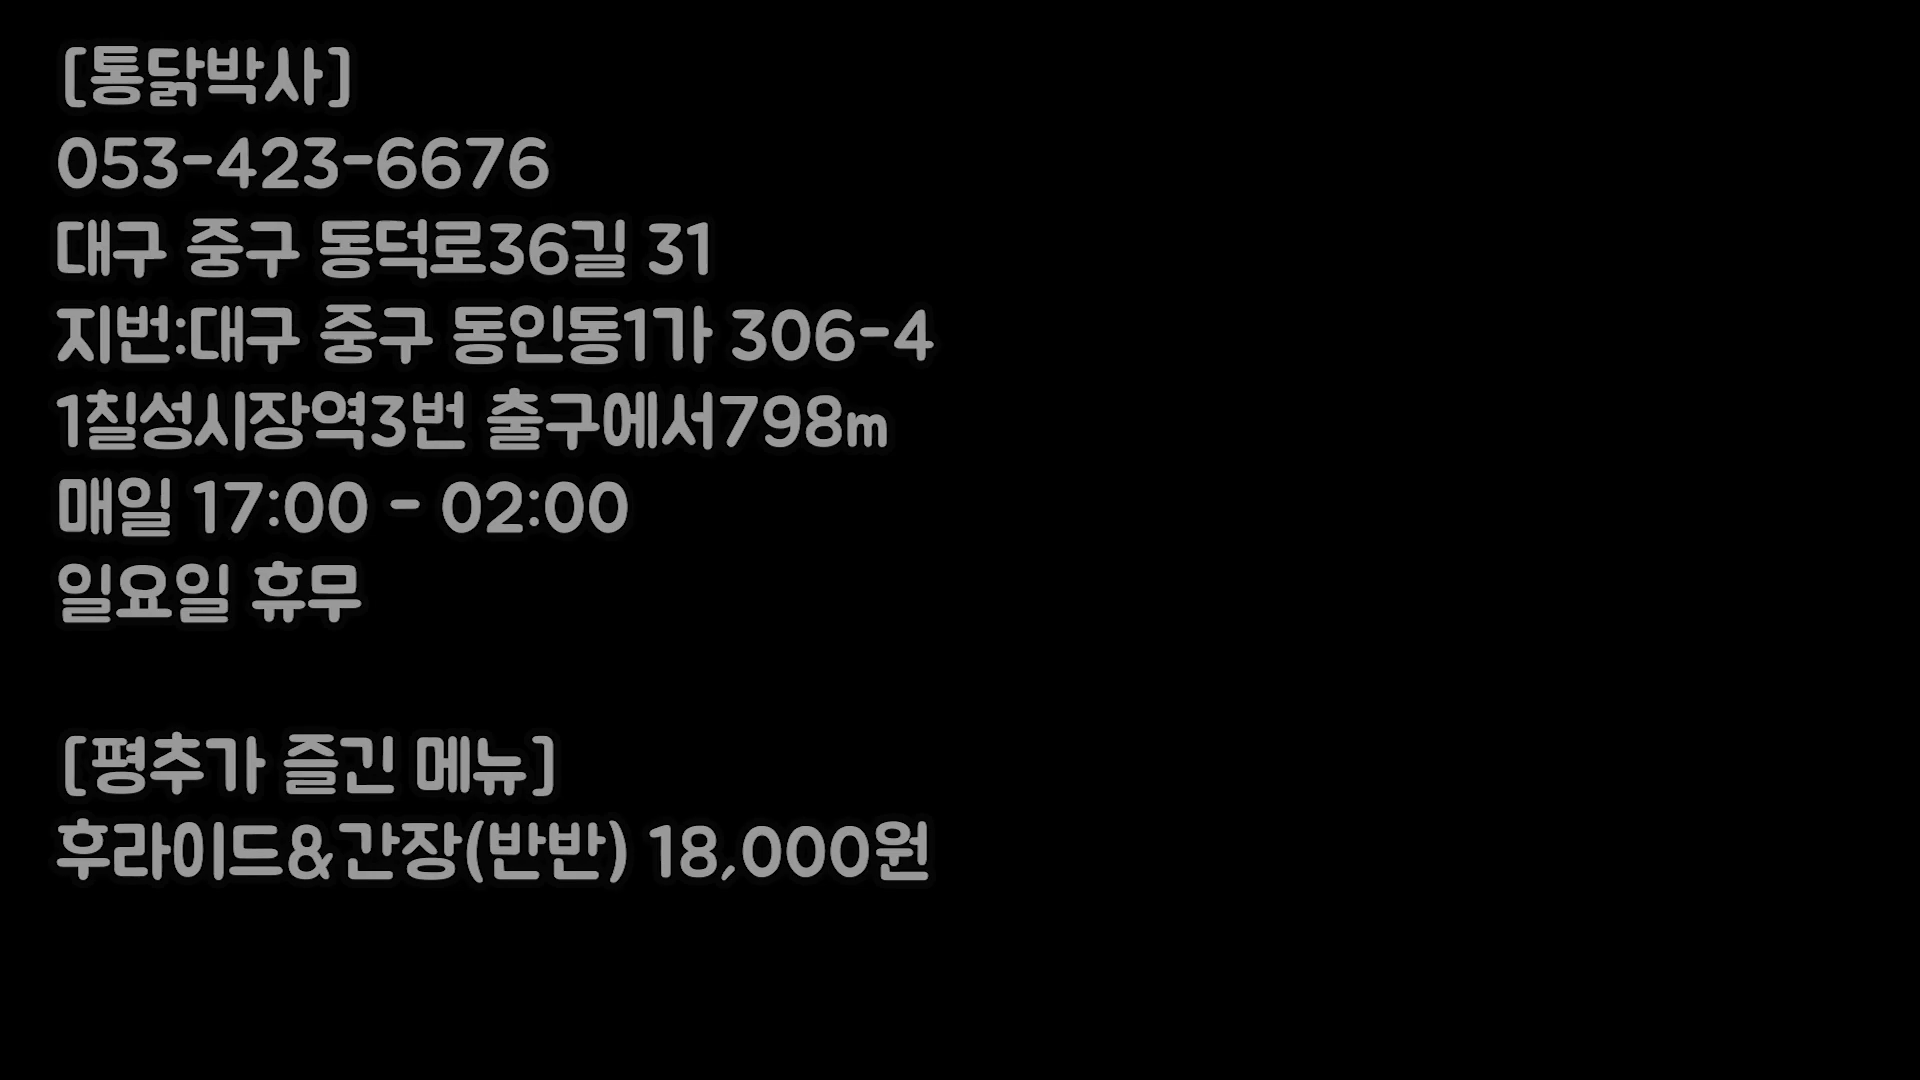 [통닭박사]
053-423-6676
대구 중구 동덕로36길 31
지번:대구 중구 동인동1가 306-4
1칠성시장역3번 출구에서798m
매일 17:00 - 02:00
일요일 휴무
[평추가 즐긴 메뉴]
후라이드&간장(반반) 18,000원